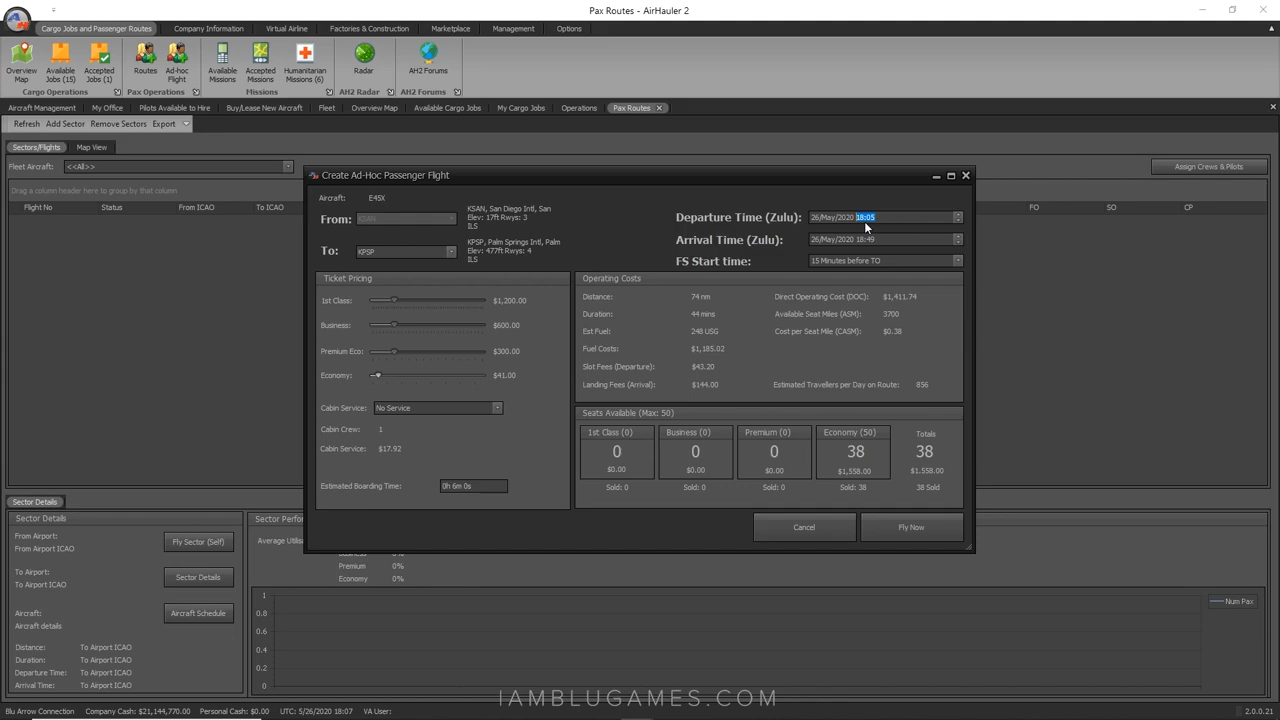 Pax Routes - AirHauler 2
Cargo Jobs and Passenger Routes Company Information Virtual Airline Factories & Construction Marketplace Management Options
Overview Map Available Jobs (15) Accepted Jobs (1) Routes Ad-hoc Flight Available Missions Accepted Missions Humanitarian Missions (6) Radar AH2 Forums
Cargo Operations Pax Operations Missions AH2 Radar AH2 Forums
Aircraft Management My Office Pilots Available to Hire Buy/Lease New Aircraft Fleet Overview Map Available Cargo Jobs My Cargo Jobs Operations Pax Routes
Refresh Add Sector Remove Sectors Export
Sectors/Flights Map View
Fleet Aircraft: <<All>> Assign Crews & Pilots
Drag a column header here to group by that column
Flight No Status From ICAO To ICAO FO SO CP
Create Ad-Hoc Passenger Flight
Aircraft: E45X
From: KSAN
KSAN, San Diego Intl, San
Elev: 17ft Rwys: 3
ILS
To: KPSP
KPSP, Palm Springs Intl, Palm
Elev: 477ft Rwys: 4
ILS
Departure Time (Zulu): 26/May/2020 18:05
Arrival Time (Zulu): 26/May/2020 18:49
FS Start time: 15 Minutes before TO
Ticket Pricing
1st Class: $1,200.00
Business: $600.00
Premium Eco: $300.00
Economy: $41.00
Cabin Service: No Service
Cabin Crew: 1
Cabin Service: $17.92
Estimated Boarding Time: 0h 6m 0s
Operating Costs
Distance: 74 nm Direct Operating Cost (DOC): $1,411.74
Duration: 44 mins Available Seat Miles (ASM): 3700
Est Fuel: 248 USG Cost per Seat Mile (CASM): $0.38
Fuel Costs: $1,185.02
Slot Fees (Departure): $43.20
Landing Fees (Arrival): $144.00 Estimated Travellers per Day on Route: 856
Seats Available (Max: 50)
1st Class (0) Business (0) Premium (0) Economy (50) Totals
0 0 0 38 38
$0.00 $0.00 $0.00 $1,558.00 $1,558.00
Sold: 0 Sold: 0 Sold: 0 Sold: 38 38 Sold
Cancel Fly Now
Sector Details
Sector Details
From Airport:
From Airport ICAO
Fly Sector (Self)
To Airport:
To Airport ICAO
Sector Details
Aircraft:
Aircraft details
Aircraft Schedule
Distance: To Airport ICAO
Duration: To Airport ICAO
Departure Time: To Airport ICAO
Arrival Time: To Airport ICAO
Average Utilis
Premium 0%
Economy 0%
1
0.8
0.6
0.4
0.2
0
Num Pax
IAMBLUGAMES.COM
Blu Arrow Connection Company Cash: $21,144,770.00 Personal Cash: $0.00 UTC: 5/26/2020 18:07 VA User: 2.0.0.21